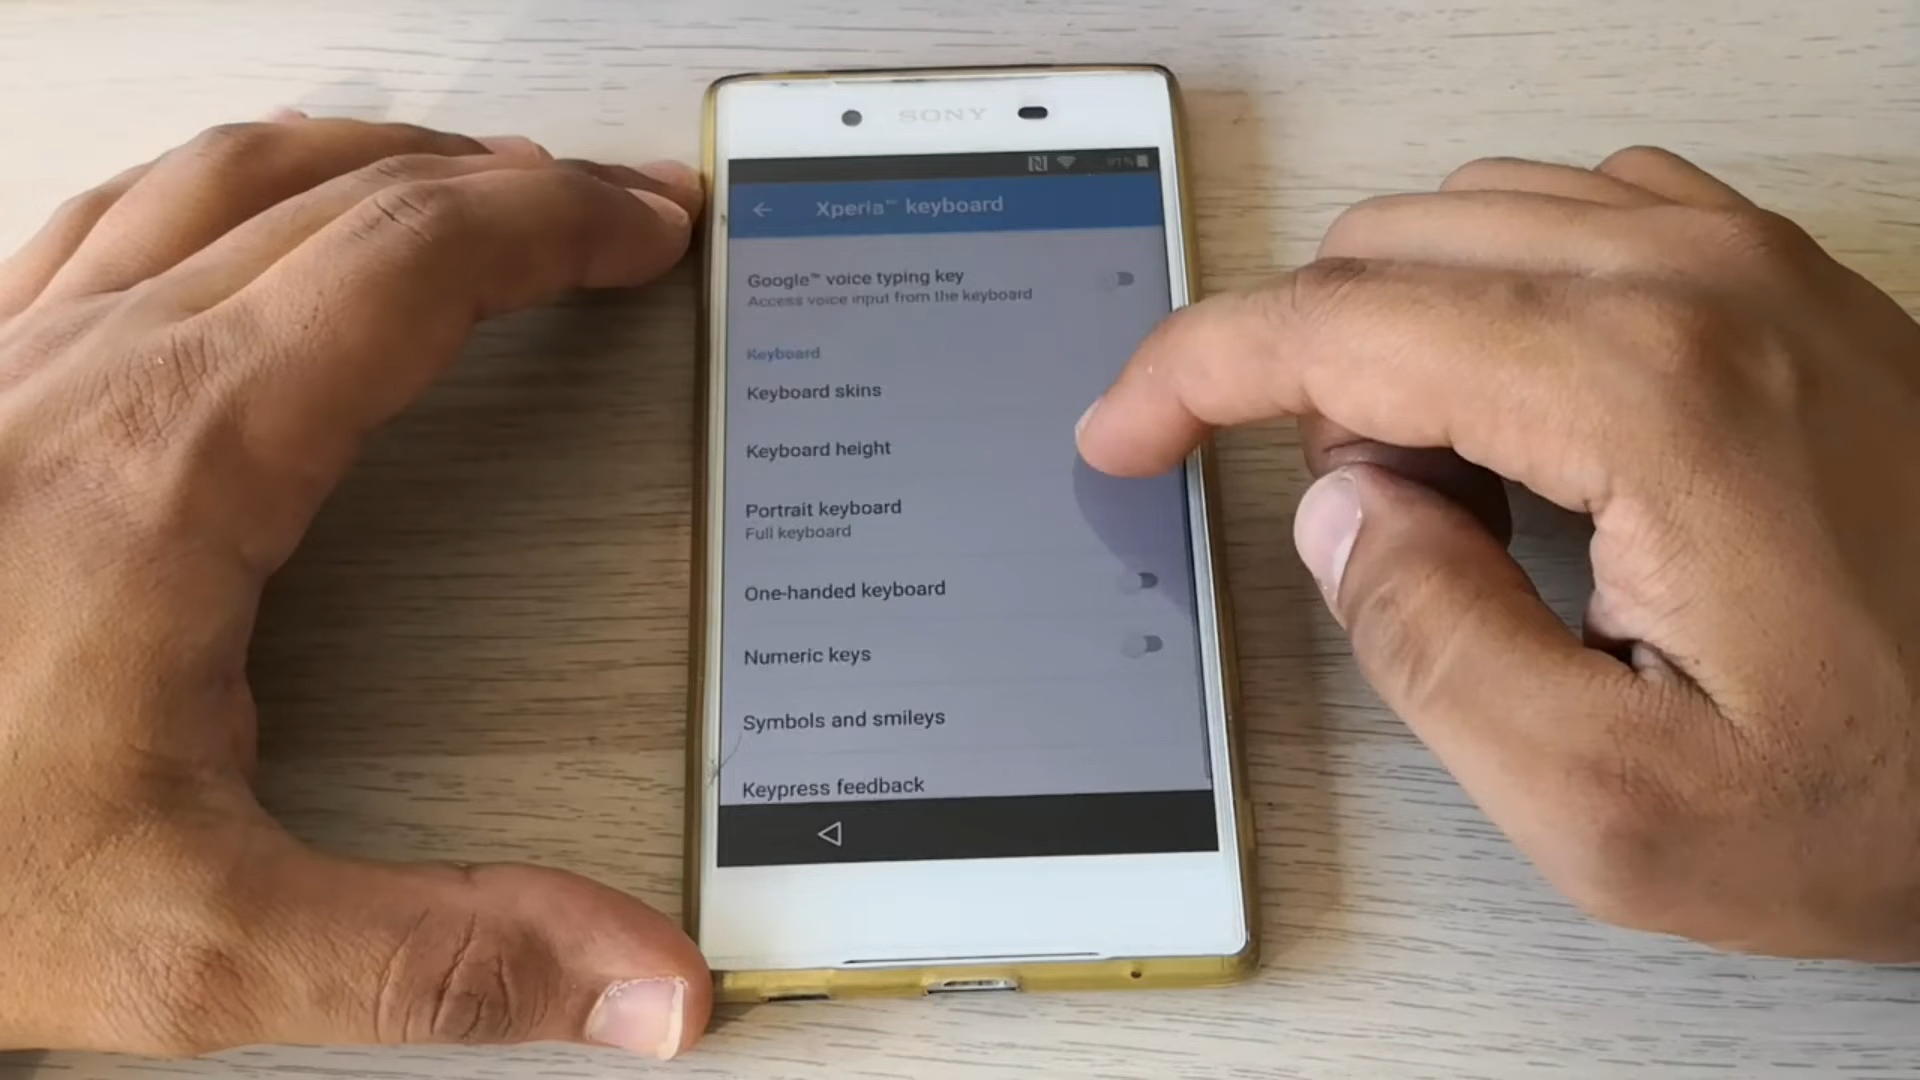 SONY
Xperia™ keyboard
Google™ voice typing key
Access voice input from the keyboard
Keyboard
Keyboard skins
Keyboard height
Portrait keyboard
Full keyboard
One-handed keyboard
Numeric keys
Symbols and smileys
Keypress feedback